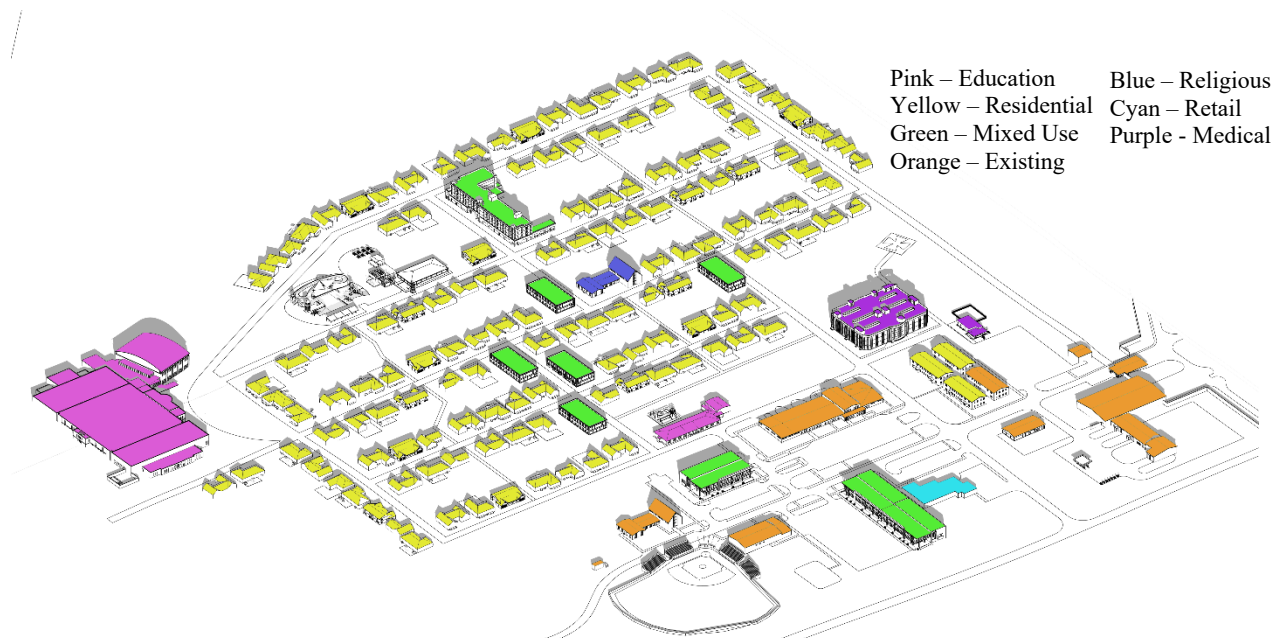 Pink – Education
Yellow – Residential
Green – Mixed Use
Orange – Existing
Blue – Religious
Cyan – Retail
Purple - Medical